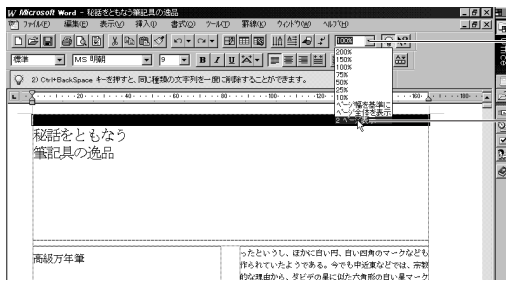 Microsoft Word - 秘話をともなう筆記具の逸品
ファイル(F) 編集(E) 表示(V) 挿入(I) 書式(O) ツール(T) 罫線(A) ウィンドウ(W) ヘルプ(H)
100%
標準 MS 明朝 9 B I U
200%
150%
100%
75%
50%
25%
10%
ページ幅を基準に
ページ全体を表示
2) Ctrl+BackSpace キーを押すと、同じ種類の文字列を一度に削除することができます。
秘話をともなう
筆記具の逸品
高級万年筆
ったというし、ほかに白い円、白い四角のマークなども
作られていたようである。今でも中近東などでは、宗教
的な理由から、ダビデの星に似た六角形の白い星マーク